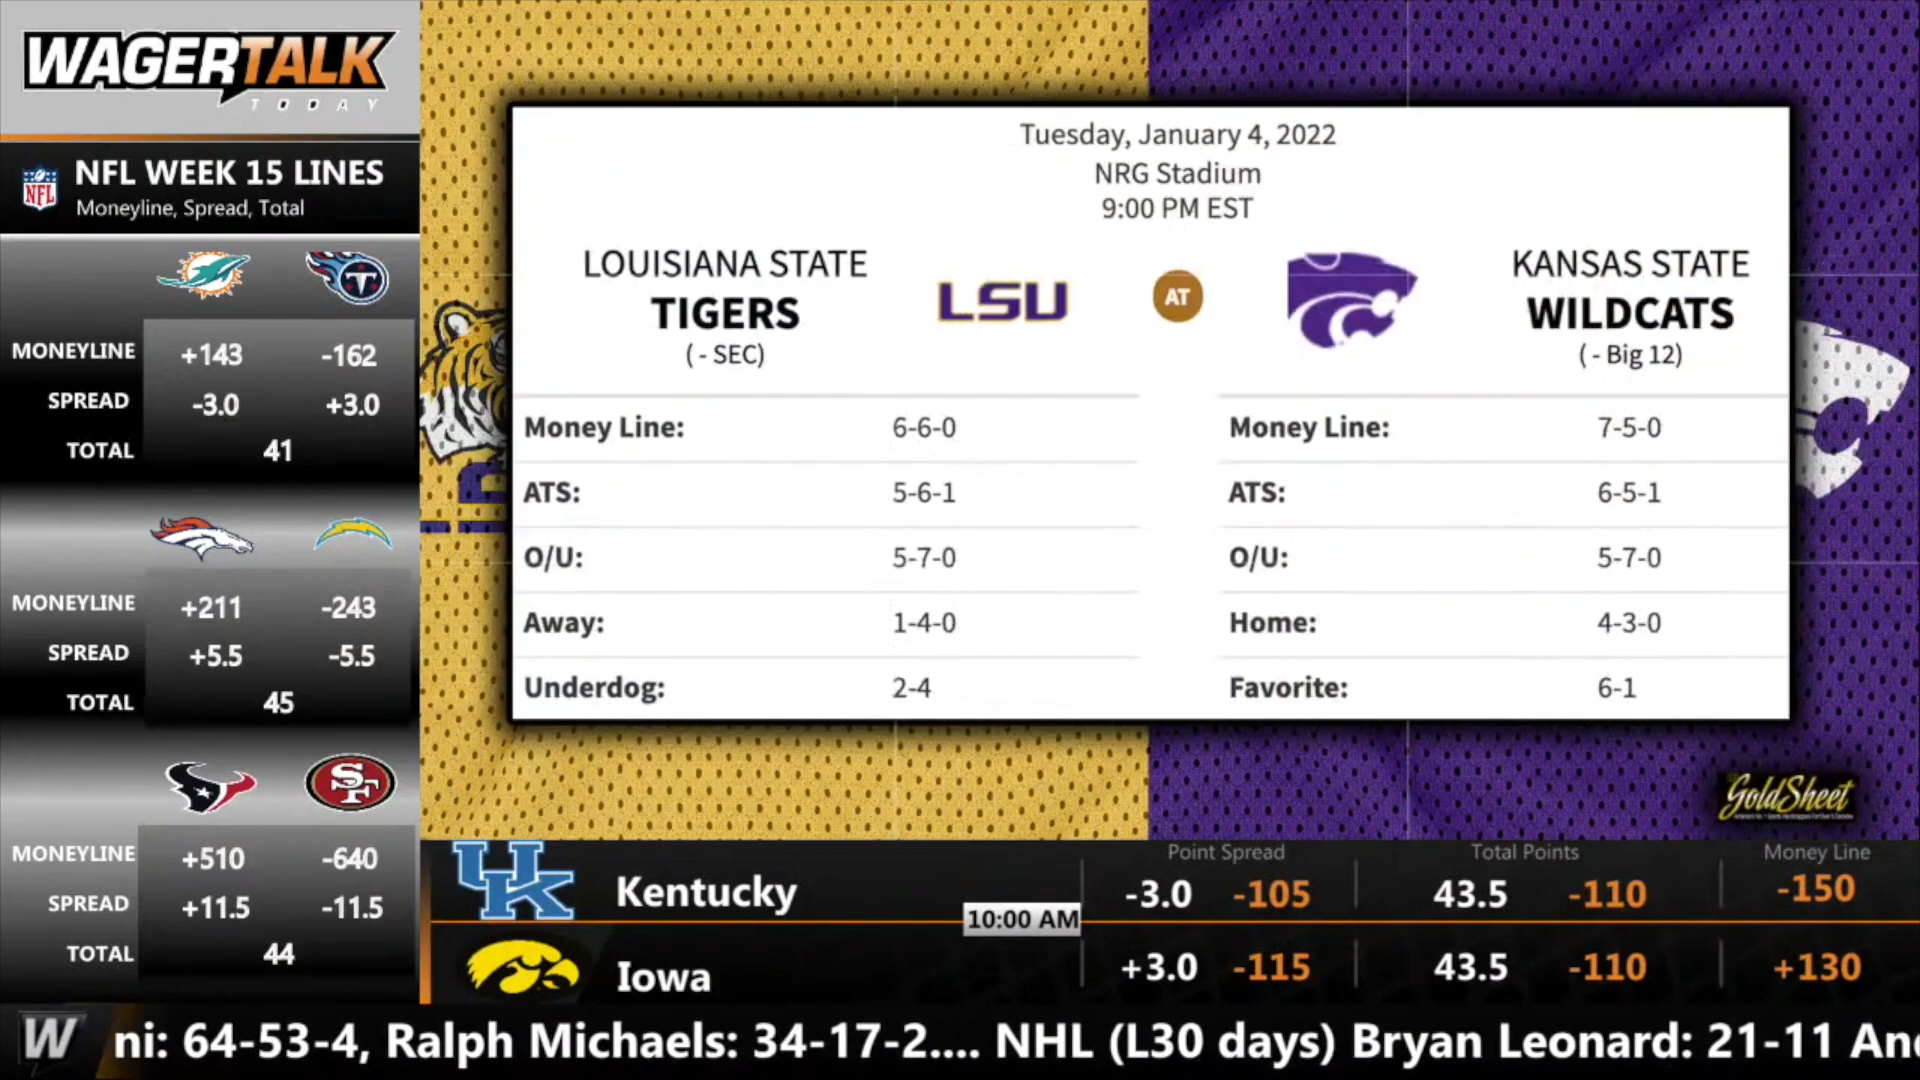 WAGERTALK
TODAY
NFL
NFL WEEK 15 LINES
Moneyline, Spread, Total
MONEYLINE +143 -162
SPREAD -3.0 +3.0
TOTAL 41
MONEYLINE +211 -243
SPREAD +5.5 -5.5
TOTAL 45
SF
MONEYLINE +510 -640
SPREAD +11.5 -11.5
TOTAL 44
Tuesday, January 4, 2022
NRG Stadium
9:00 PM EST
LOUISIANA STATE
TIGERS
( - SEC)
LSU
AT
KANSAS STATE
WILDCATS
( - Big 12)
Money Line: 6-6-0
ATS: 5-6-1
O/U: 5-7-0
Away: 1-4-0
Underdog: 2-4
Money Line: 7-5-0
ATS: 6-5-1
O/U: 5-7-0
Home: 4-3-0
Favorite: 6-1
GoldSheet
Point Spread Total Points Money Line
UK Kentucky -3.0 -105 43.5 -110 -150
10:00 AM
Iowa +3.0 -115 43.5 -110 +130
W ni: 64-53-4, Ralph Michaels: 34-17-2.... NHL (L30 days) Bryan Leonard: 21-11 And